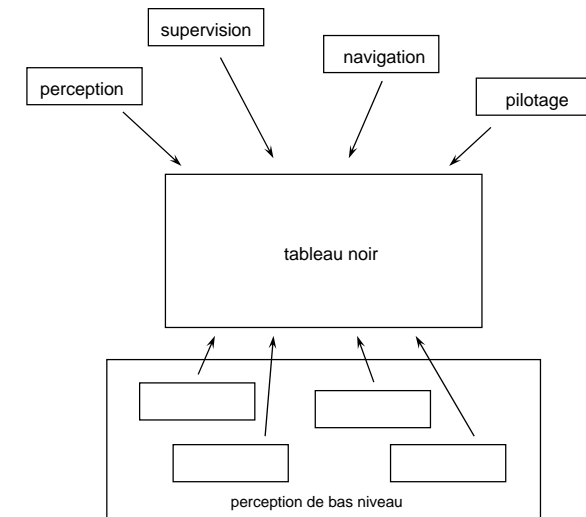 supervision
navigation
perception
pilotage
tableau noir
perception de bas niveau